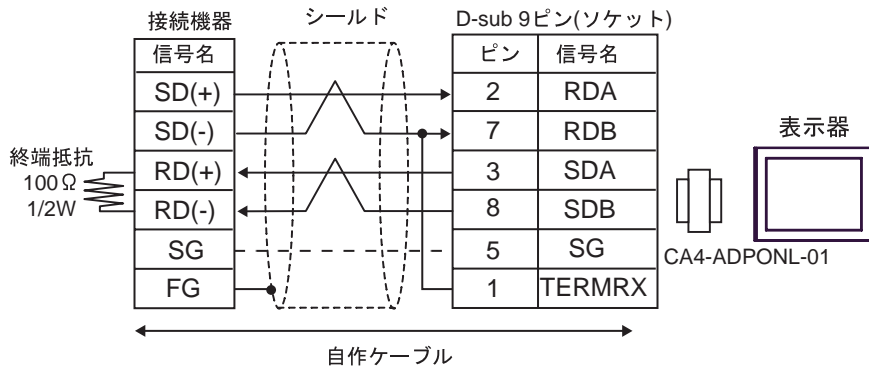 接続機器
シールド
D-sub 9ピン(ソケット)
信号名
ピン 信号名
SD(+) 2 RDA
SD(-) 7 RDB
RD(+) 3 SDA
RD(-) 8 SDB
SG 5 SG
FG 1 TERMRX
終端抵抗
100Ω
1/2W
表示器
CA4-ADPONL-01
自作ケーブル